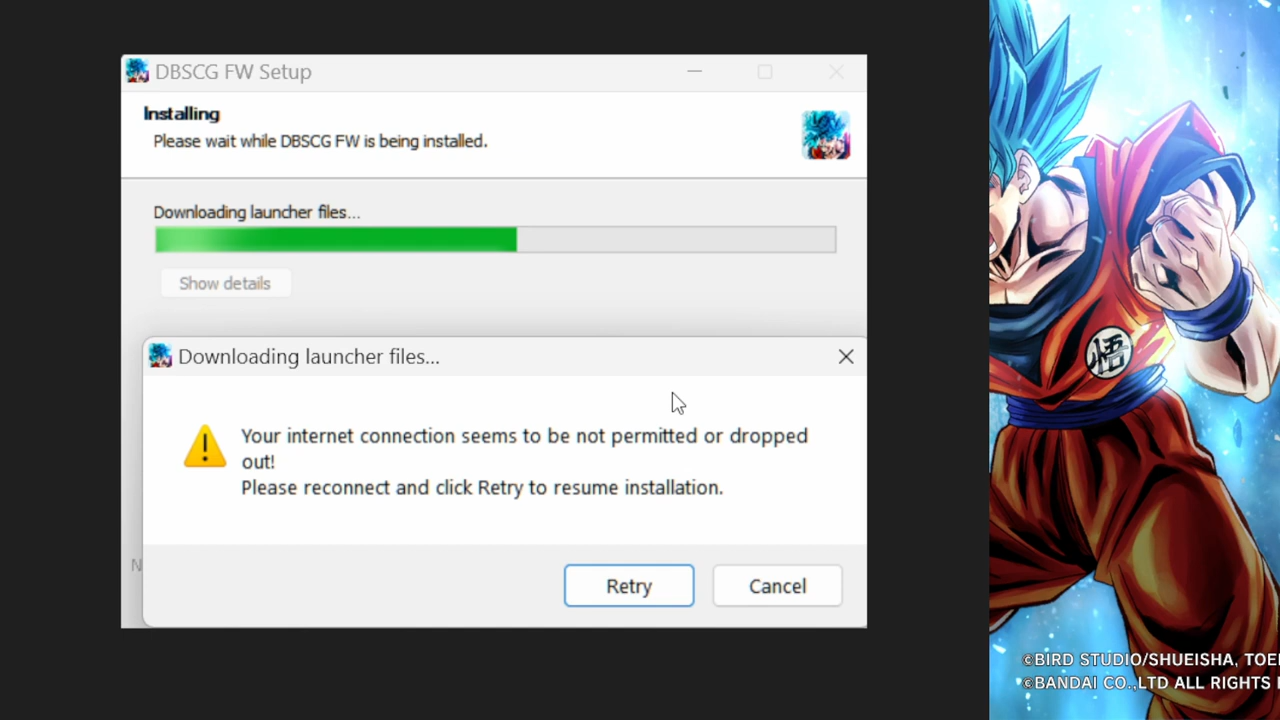 DBSCG FW Setup
Installing
Please wait while DBSCG FW is being installed.
Downloading launcher files...
Show details
Downloading launcher files...
Your internet connection seems to be not permitted or dropped
out!
Please reconnect and click Retry to resume installation.
N
Retry
Cancel
悟
©BIRD STUDIO/SHUEISHA, TOE
©BANDAI CO.,LTD ALL RIGHTS